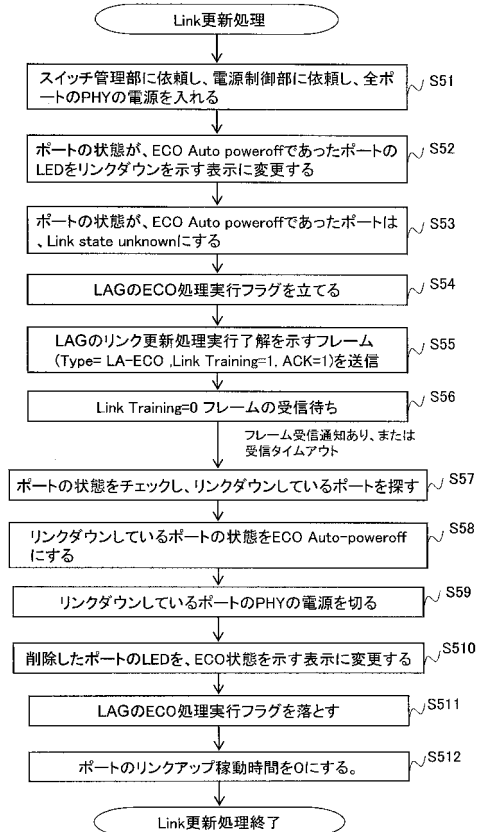 Link更新処理
スイッチ管理部に依頼し、電源制御部に依頼し、全ポ
ートのPHYの電源を入れる
S51
ポートの状態が、ECO Auto poweroffであったポートの
LEDをリンクダウンを示す表示に変更する
S52
ポートの状態が、ECO Auto poweroffであったポートは
、Link state unknownにする
S53
LAGのECO処理実行フラグを立てる
S54
LAGのリンク更新処理実行了解を示すフレーム
(Type= LA-ECO ,Link Training=1, ACK=1)を送信
S55
Link Training=0 フレームの受信待ち
S56
フレーム受信通知あり、または
受信タイムアウト
ポートの状態をチェックし、リンクダウンしているポートを探す
S57
リンクダウンしているポートの状態をECO Auto-poweroff
にする
S58
リンクダウンしているポートのPHYの電源を切る
S59
削除したポートのLEDを、ECO状態を示す表示に変更する
S510
LAGのECO処理実行フラグを落とす
S511
ポートのリンクアップ稼動時間を0にする。
S512
Link更新処理終了